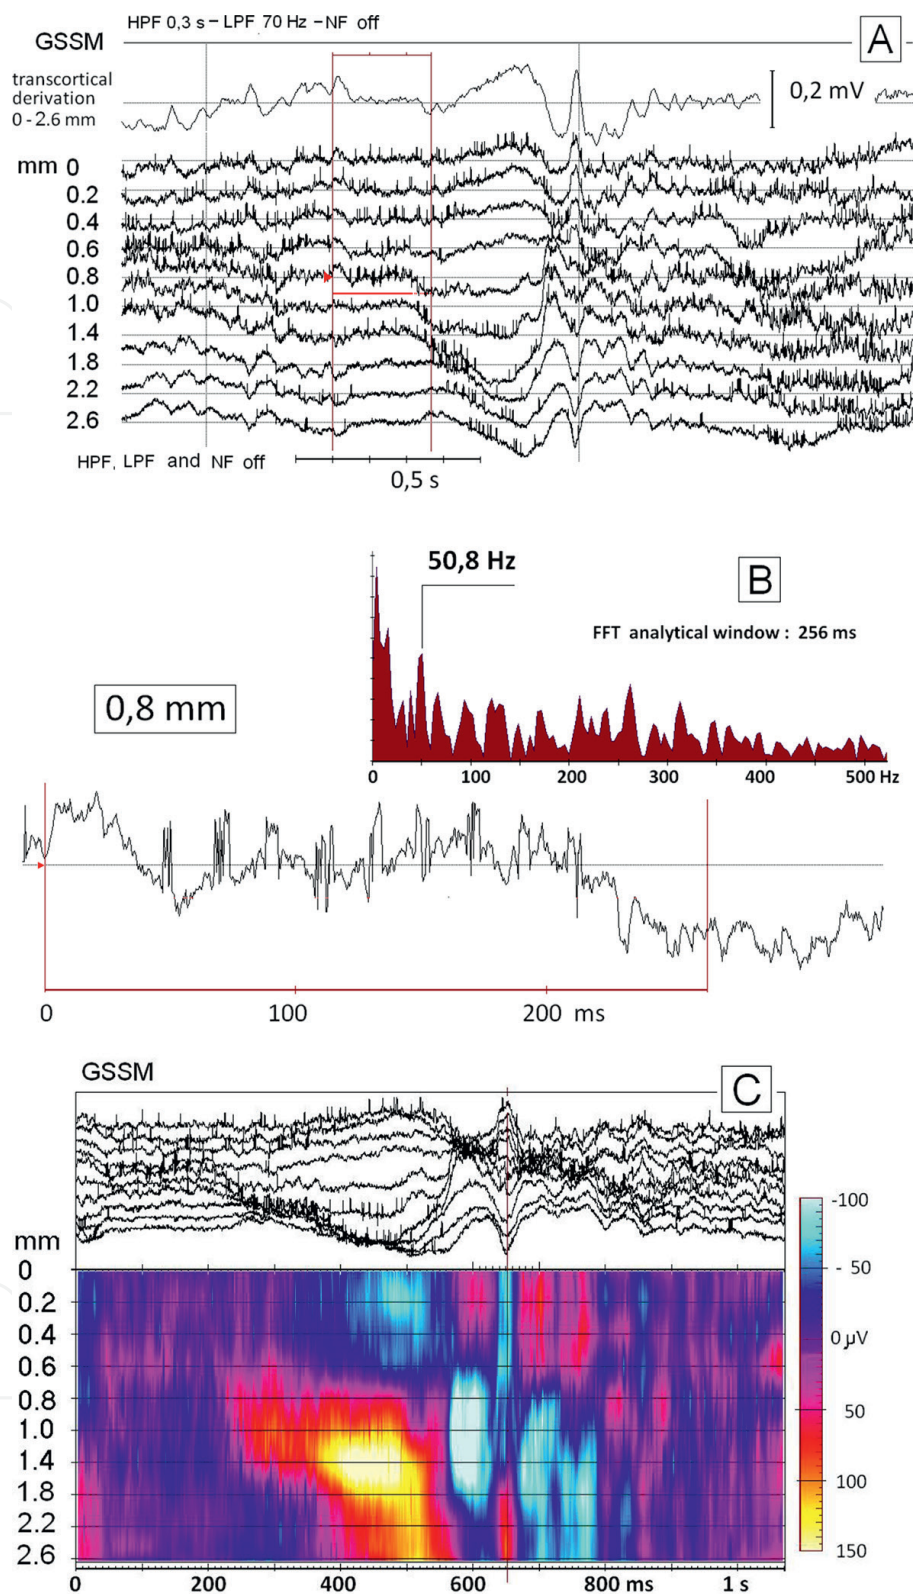 HPF 0,3 s – LPF 70 Hz – NF off
GSSM
A
transcortical
derivation
0 - 2.6 mm
0,2 mV
mm 0
0.2
0.4
0.6
0.8
1.0
1.4
1.8
2.2
2.6
HPF, LPF and NF off
0,5 s
50,8 Hz
B
FFT analytical window : 256 ms
0,8 mm
0 100 200 300 400 500 Hz
0 100 200 ms
GSSM
C
mm
0
0.2
0.4
0.6
0.8
1.0
1.4
1.8
2.2
2.6
-100
- 50
0 µV
50
100
150
0 200 400 600 800 ms 1 s